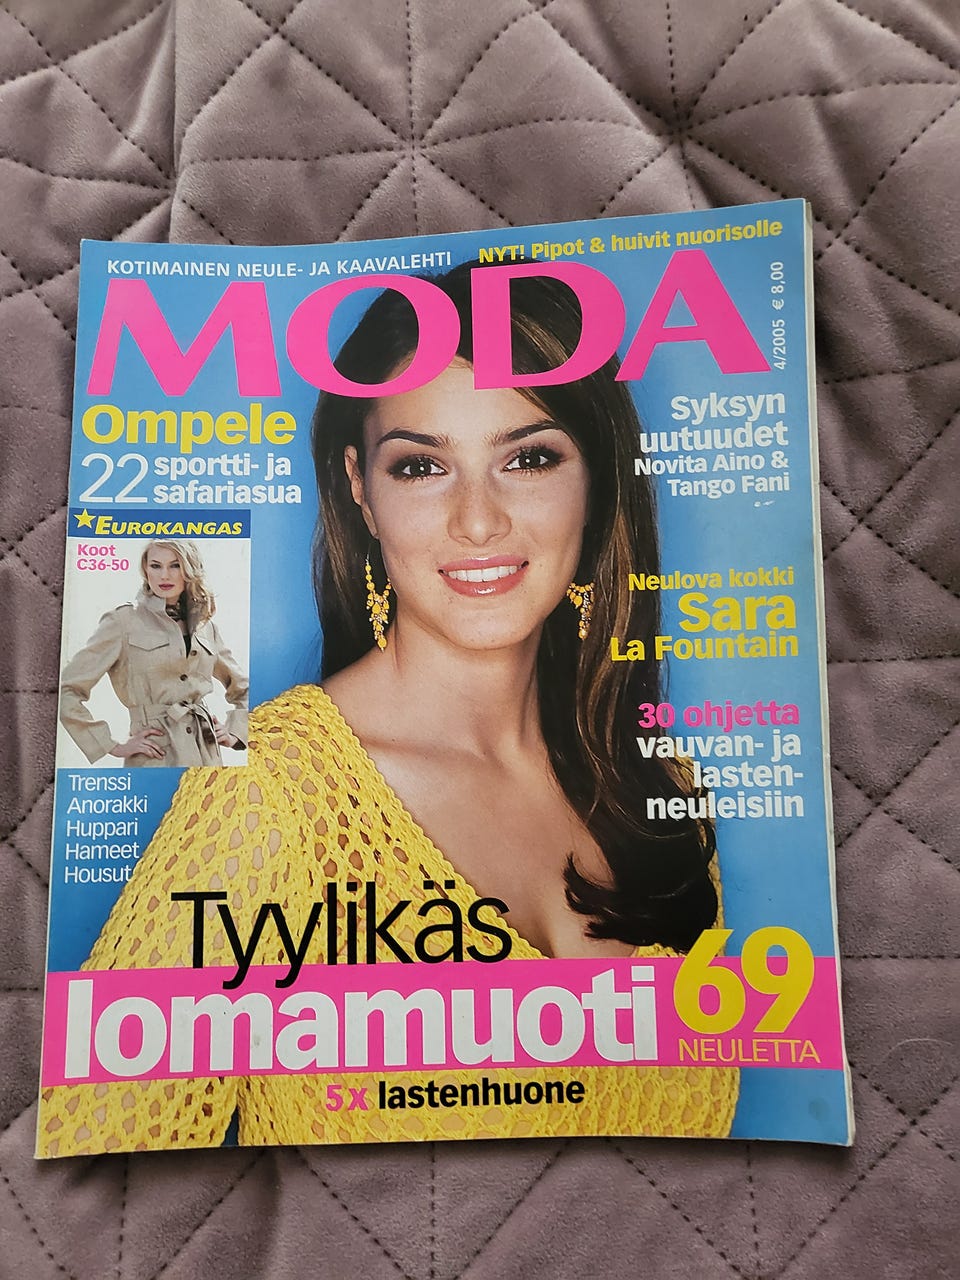 KOTIMAINEN NEULE- JA KAAVALEHTI
NYT! Pipot & huivit nuorisolle
MODA
4/2005 € 8,00
Ompele
22 sportti- ja
safariasua
EUROKANGAS
Koot
C36-50
Trenssi
Anorakki
Huppari
Hameet
Housut
Syksyn
uutuudet
Novita Aino &
Tango Fani
Neulova kokki
Sara
La Fountain
30 ohjetta
vauvan- ja
lasten-
neuleisiin
Tyylikäs
lomamuoti
69
NEULETTA
5 x lastenhuone